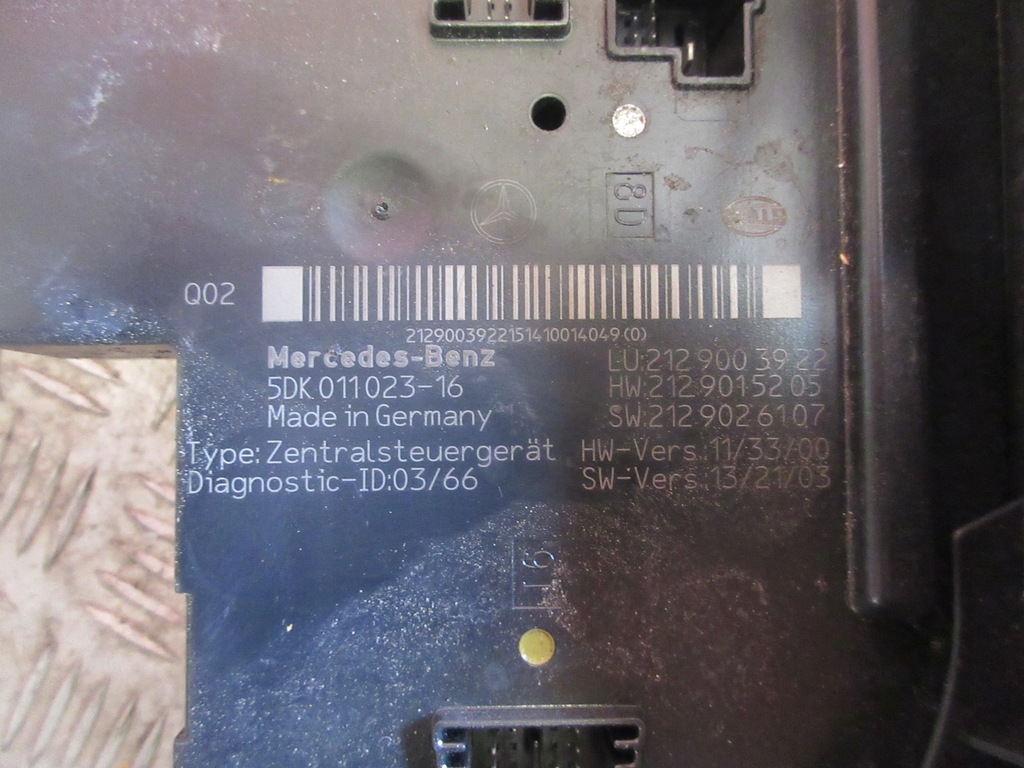 8D
HELLA
Q02
2129003922151410014049(0)
Mercedes-Benz LU:212 900 39 22
5DK 011 023-16 HW:212 901 52 05
Made in Germany SW:212 902 61 07
Type: Zentralsteuergerät HW-Vers.:11/33/00
Diagnostic-ID:03/66 SW-Vers.:13/21/03